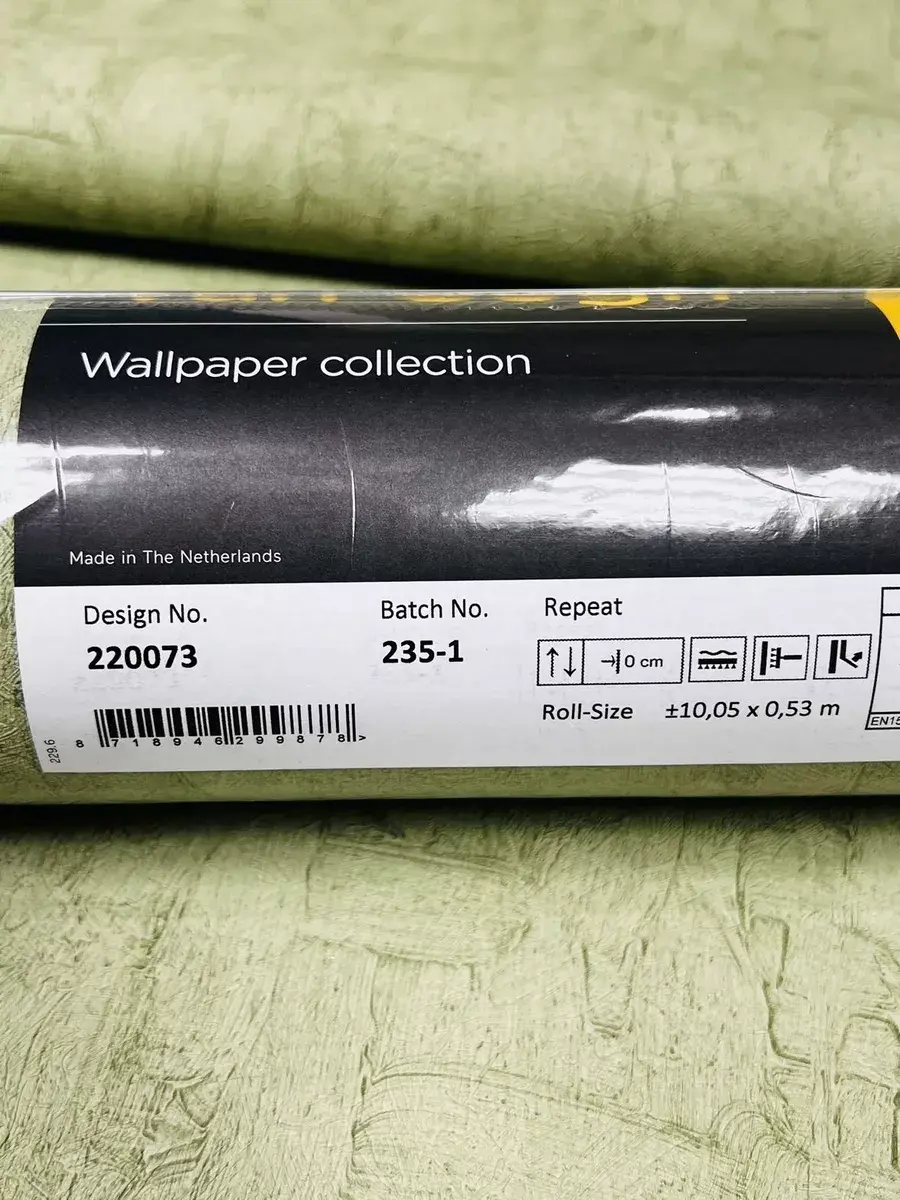 Wallpaper collection
Made in The Netherlands
Design No. Batch No. Repeat
220073 235-1 0 cm
Roll-Size ±10,05 x 0,53 m
229.6
8 718946 299878 >